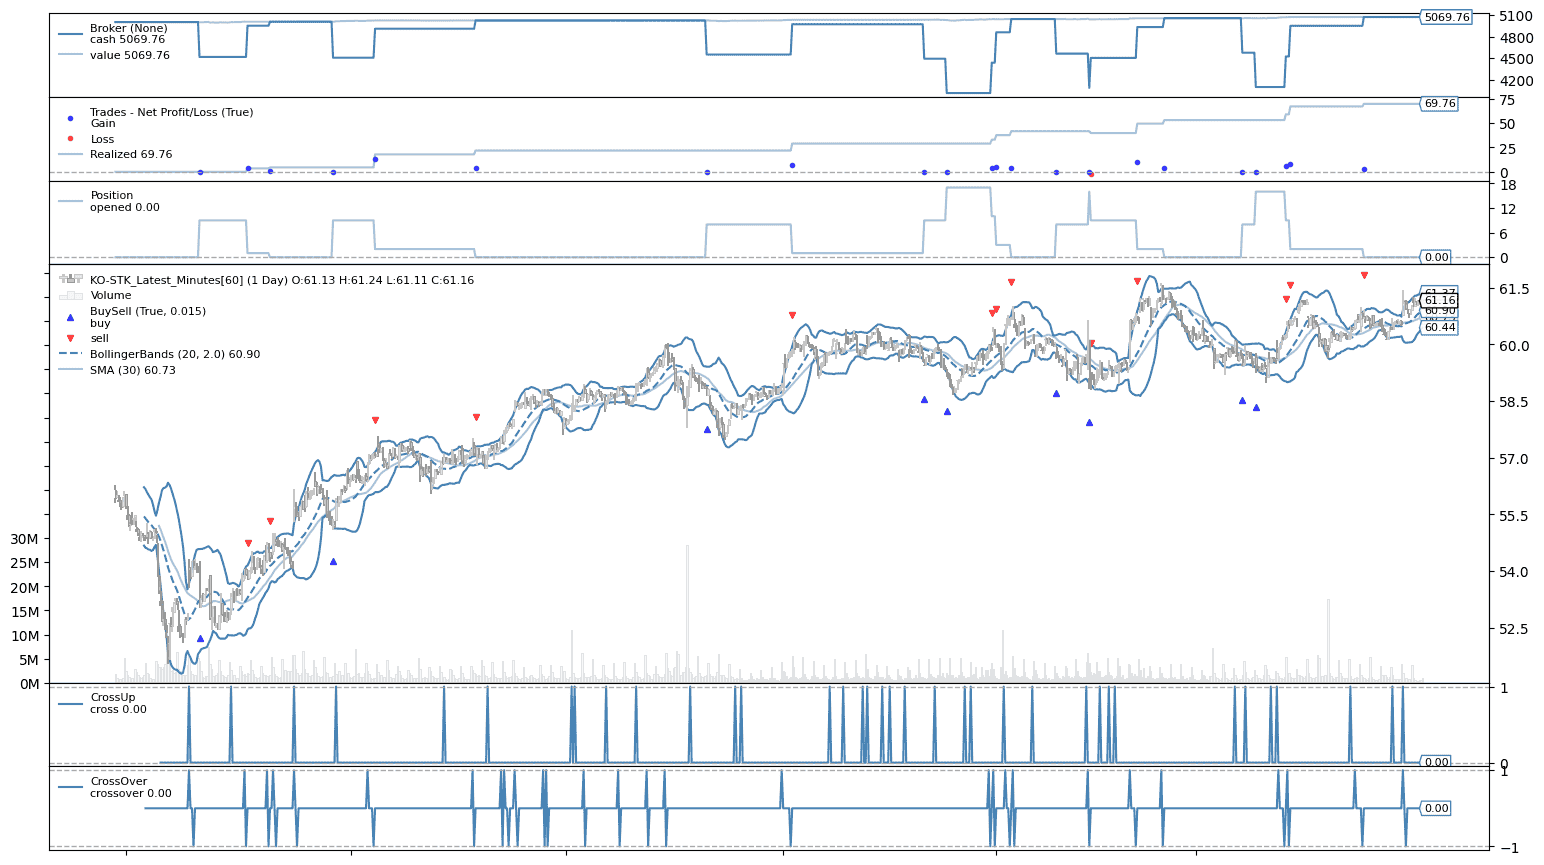 Broker (None)
cash 5069.76
value 5069.76
5069.76
5100
4800
4500
4200
Trades - Net Profit/Loss (True)
Gain
Loss
Realized 69.76
69.76
75
50
25
0
Position
opened 0.00
18
12
6
0
0.00
KO-STK_Latest_Minutes[60] (1 Day) O:61.13 H:61.24 L:61.11 C:61.16
Volume
BuySell (True, 0.015)
buy
sell
BollingerBands (20, 2.0) 60.90
SMA (30) 60.73
61.37
61.16
60.90
60.44
61.5
60.0
58.5
57.0
55.5
54.0
52.5
30M
25M
20M
15M
10M
5M
0M
CrossUp
cross 0.00
1
0
0.00
CrossOver
crossover 0.00
1
0.00
−1